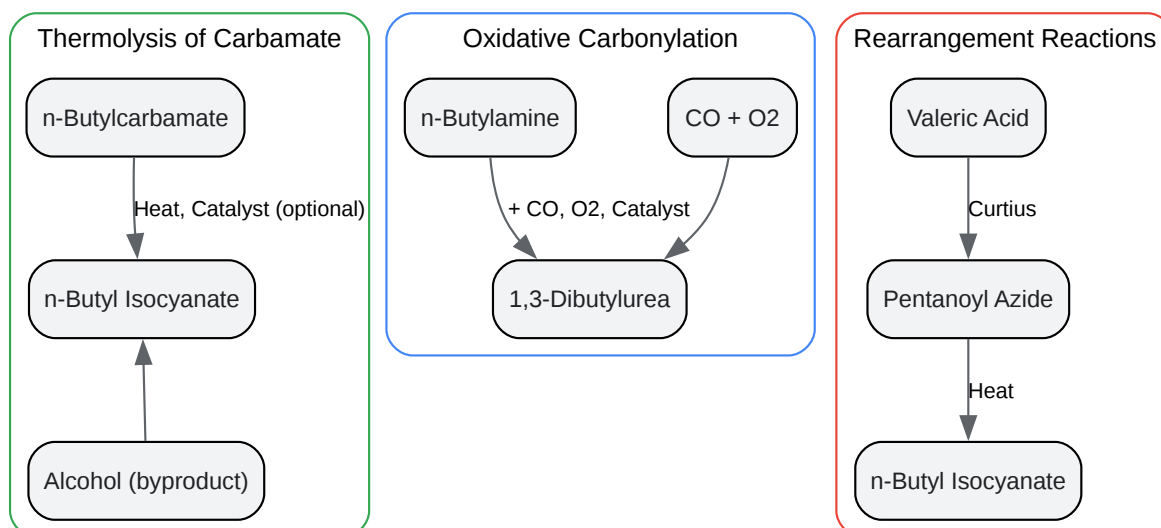 Thermolysis of Carbamate
n-Butylcarbamate
Heat, Catalyst (optional)
n-Butyl Isocyanate
Alcohol (byproduct)
Oxidative Carbonylation
n-Butylamine
CO + O2
+ CO, O2, Catalyst
1,3-Dibutylurea
Rearrangement Reactions
Valeric Acid
Curtius
Pentanoyl Azide
Heat
n-Butyl Isocyanate